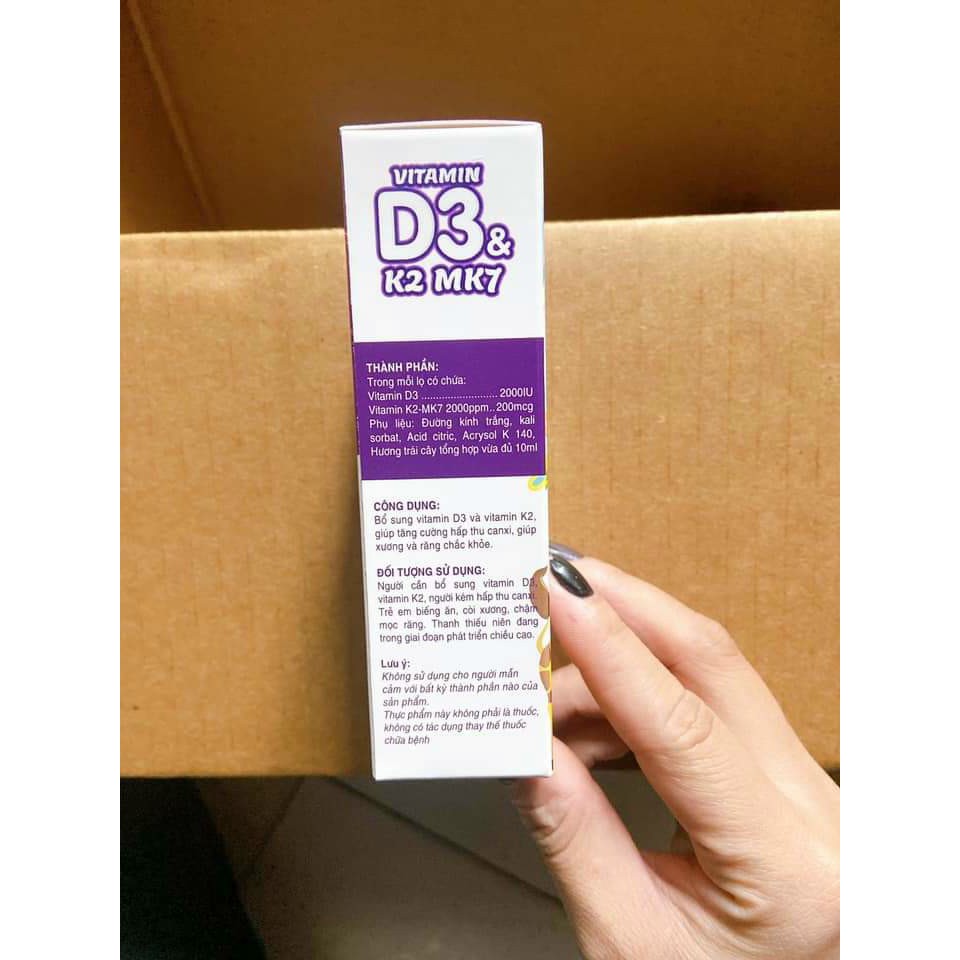 VITAMIN
D3 &
K2 MK7
THÀNH PHẦN:
Trong mỗi lọ có chứa:
Vitamin D3 .......................... 2000IU
Vitamin K2-MK7 2000ppm..200mcg
Phụ liệu: Đường kính trắng, kali
sorbat, Acid citric, Acrysol K 140,
Hương trái cây tổng hợp vừa đủ 10ml
CÔNG DỤNG:
Bổ sung vitamin D3 và vitamin K2,
giúp tăng cường hấp thu canxi, giúp
xương và răng chắc khỏe.
ĐỐI TƯỢNG SỬ DỤNG:
Người cần bổ sung vitamin D3,
vitamin K2, người kém hấp thu canxi.
Trẻ em biếng ăn, còi xương, chậm
mọc răng. Thanh thiếu niên đang
trong giai đoạn phát triển chiều cao.
Lưu ý:
Không sử dụng cho người mẫn
cảm với bất kỳ thành phần nào của
sản phẩm.
Thực phẩm này không phải là thuốc,
không có tác dụng thay thế thuốc
chữa bệnh